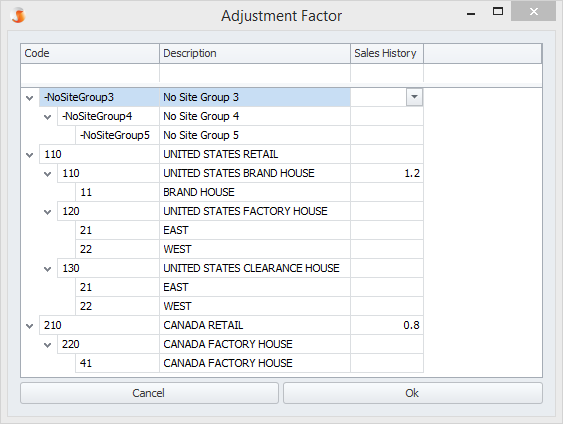 Adjustment Factor
Code Description Sales History
-NoSiteGroup3 No Site Group 3
-NoSiteGroup4 No Site Group 4
-NoSiteGroup5 No Site Group 5
110 UNITED STATES RETAIL
110 UNITED STATES BRAND HOUSE 1.2
11 BRAND HOUSE
120 UNITED STATES FACTORY HOUSE
21 EAST
22 WEST
130 UNITED STATES CLEARANCE HOUSE
21 EAST
22 WEST
210 CANADA RETAIL 0.8
220 CANADA FACTORY HOUSE
41 CANADA FACTORY HOUSE
Cancel Ok